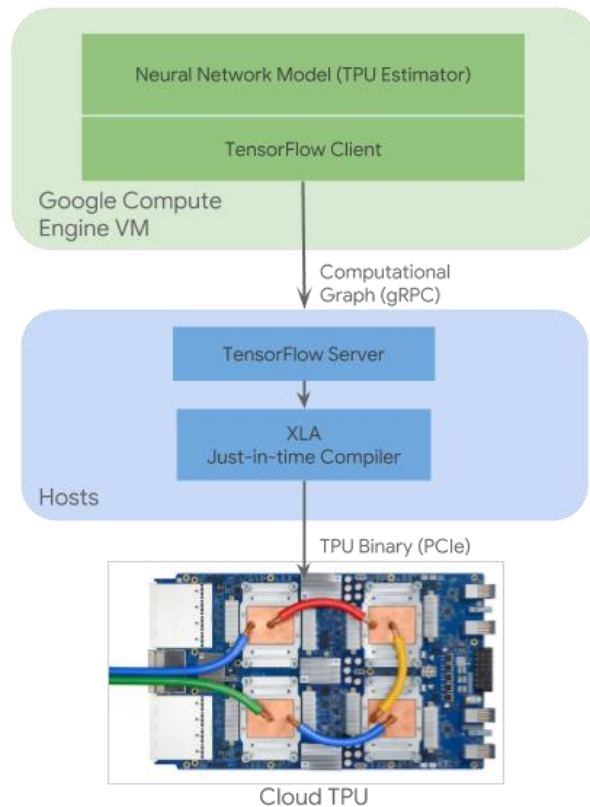 Neural Network Model (TPU Estimator)
TensorFlow Client
Google Compute
Engine VM
Computational
Graph (gRPC)
TensorFlow Server
XLA
Just-in-time Compiler
Hosts
TPU Binary (PCIe)
Cloud TPU